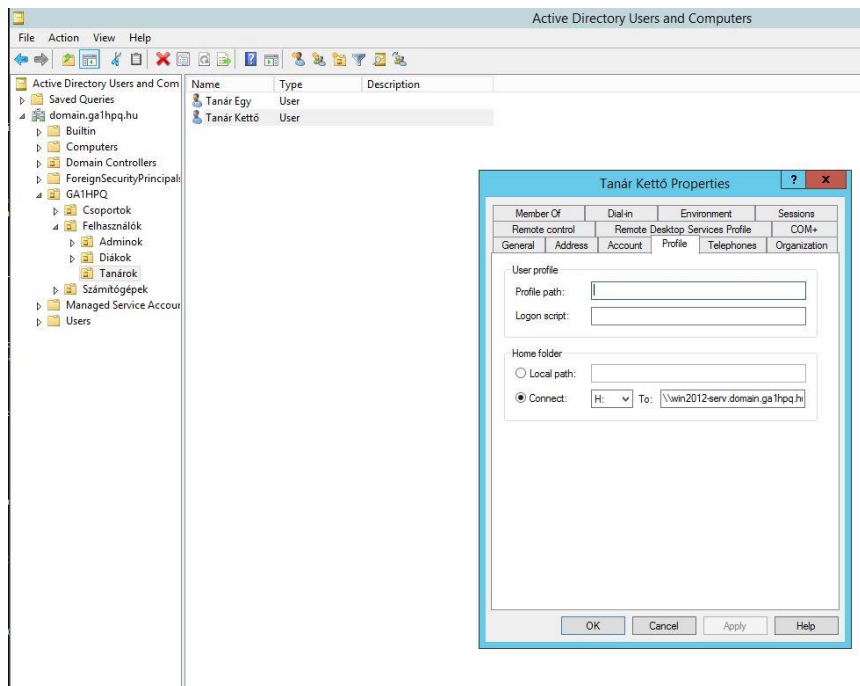 Active Directory Users and Computers
File Action View Help
Active Directory Users and Com
Saved Queries
domain.ga1hpq.hu
Builtin
Computers
Domain Controllers
ForeignSecurityPrincipals
GA1HPQ
Csoportok
Felhasználók
Adminok
Diákok
Tanárok
Számítógépek
Managed Service Accour
Users
Name Type Description
Tanár Egy User
Tanár Kettő User
Tanár Kettő Properties ? x
Member Of Dial-in Environment Sessions
Remote control Remote Desktop Services Profile COM+
General Address Account Profile Telephones Organization
User profile
Profile path:
Logon script:
Home folder
Local path:
Connect: H: To: \\win2012-serv.domain.ga1hpq.hu
OK Cancel Apply Help